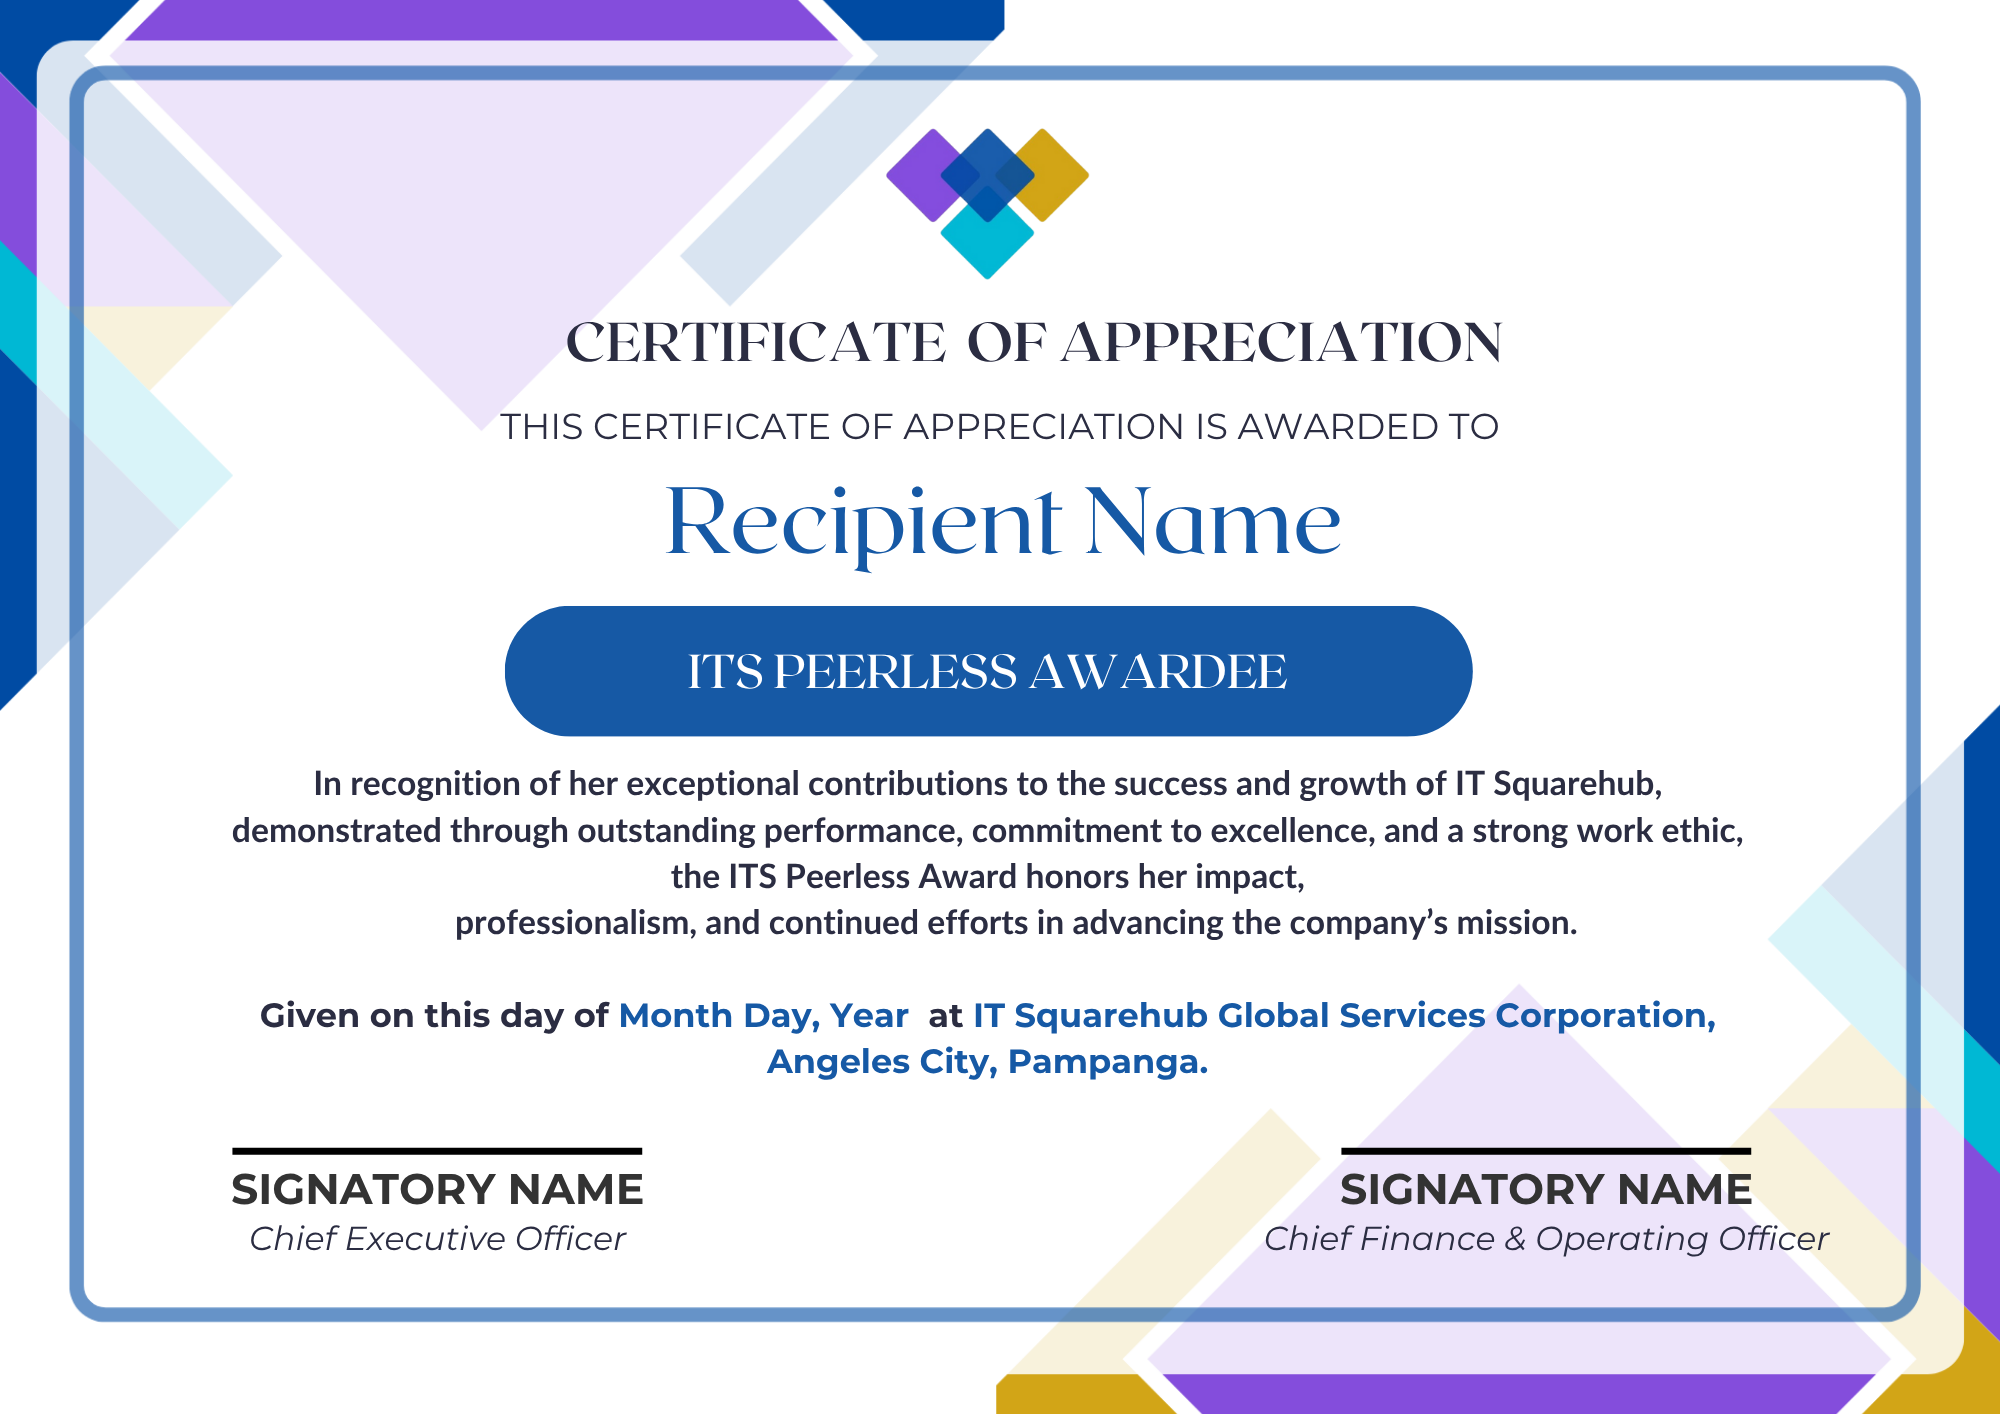 CERTIFICATE OF APPRECIATION
THIS CERTIFICATE OF APPRECIATION IS AWARDED TO
Recipient Name
ITS PEERLESS AWARDEE
In recognition of her exceptional contributions to the success and growth of IT Squarehub,
demonstrated through outstanding performance, commitment to excellence, and a strong work ethic,
the ITS Peerless Award honors her impact,
professionalism, and continued efforts in advancing the company’s mission.
Given on this day of Month Day, Year at IT Squarehub Global Services Corporation,
Angeles City, Pampanga.
SIGNATORY NAME
Chief Executive Officer
SIGNATORY NAME
Chief Finance & Operating Officer